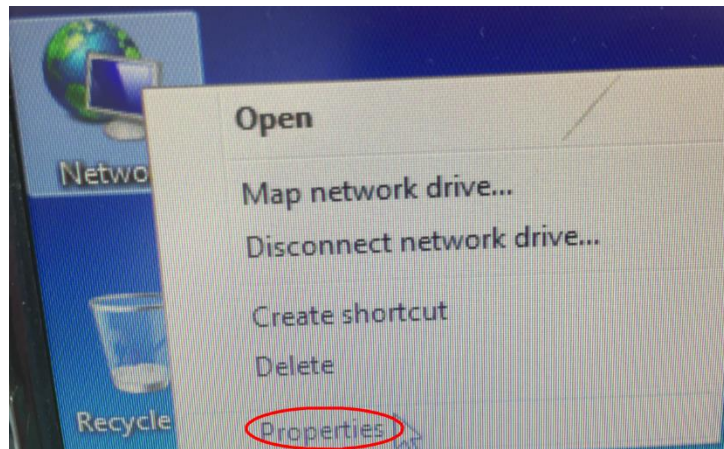 Open
Netwo
Map network drive...
Disconnect network drive...
Create shortcut
Delete
Recycle
Properties